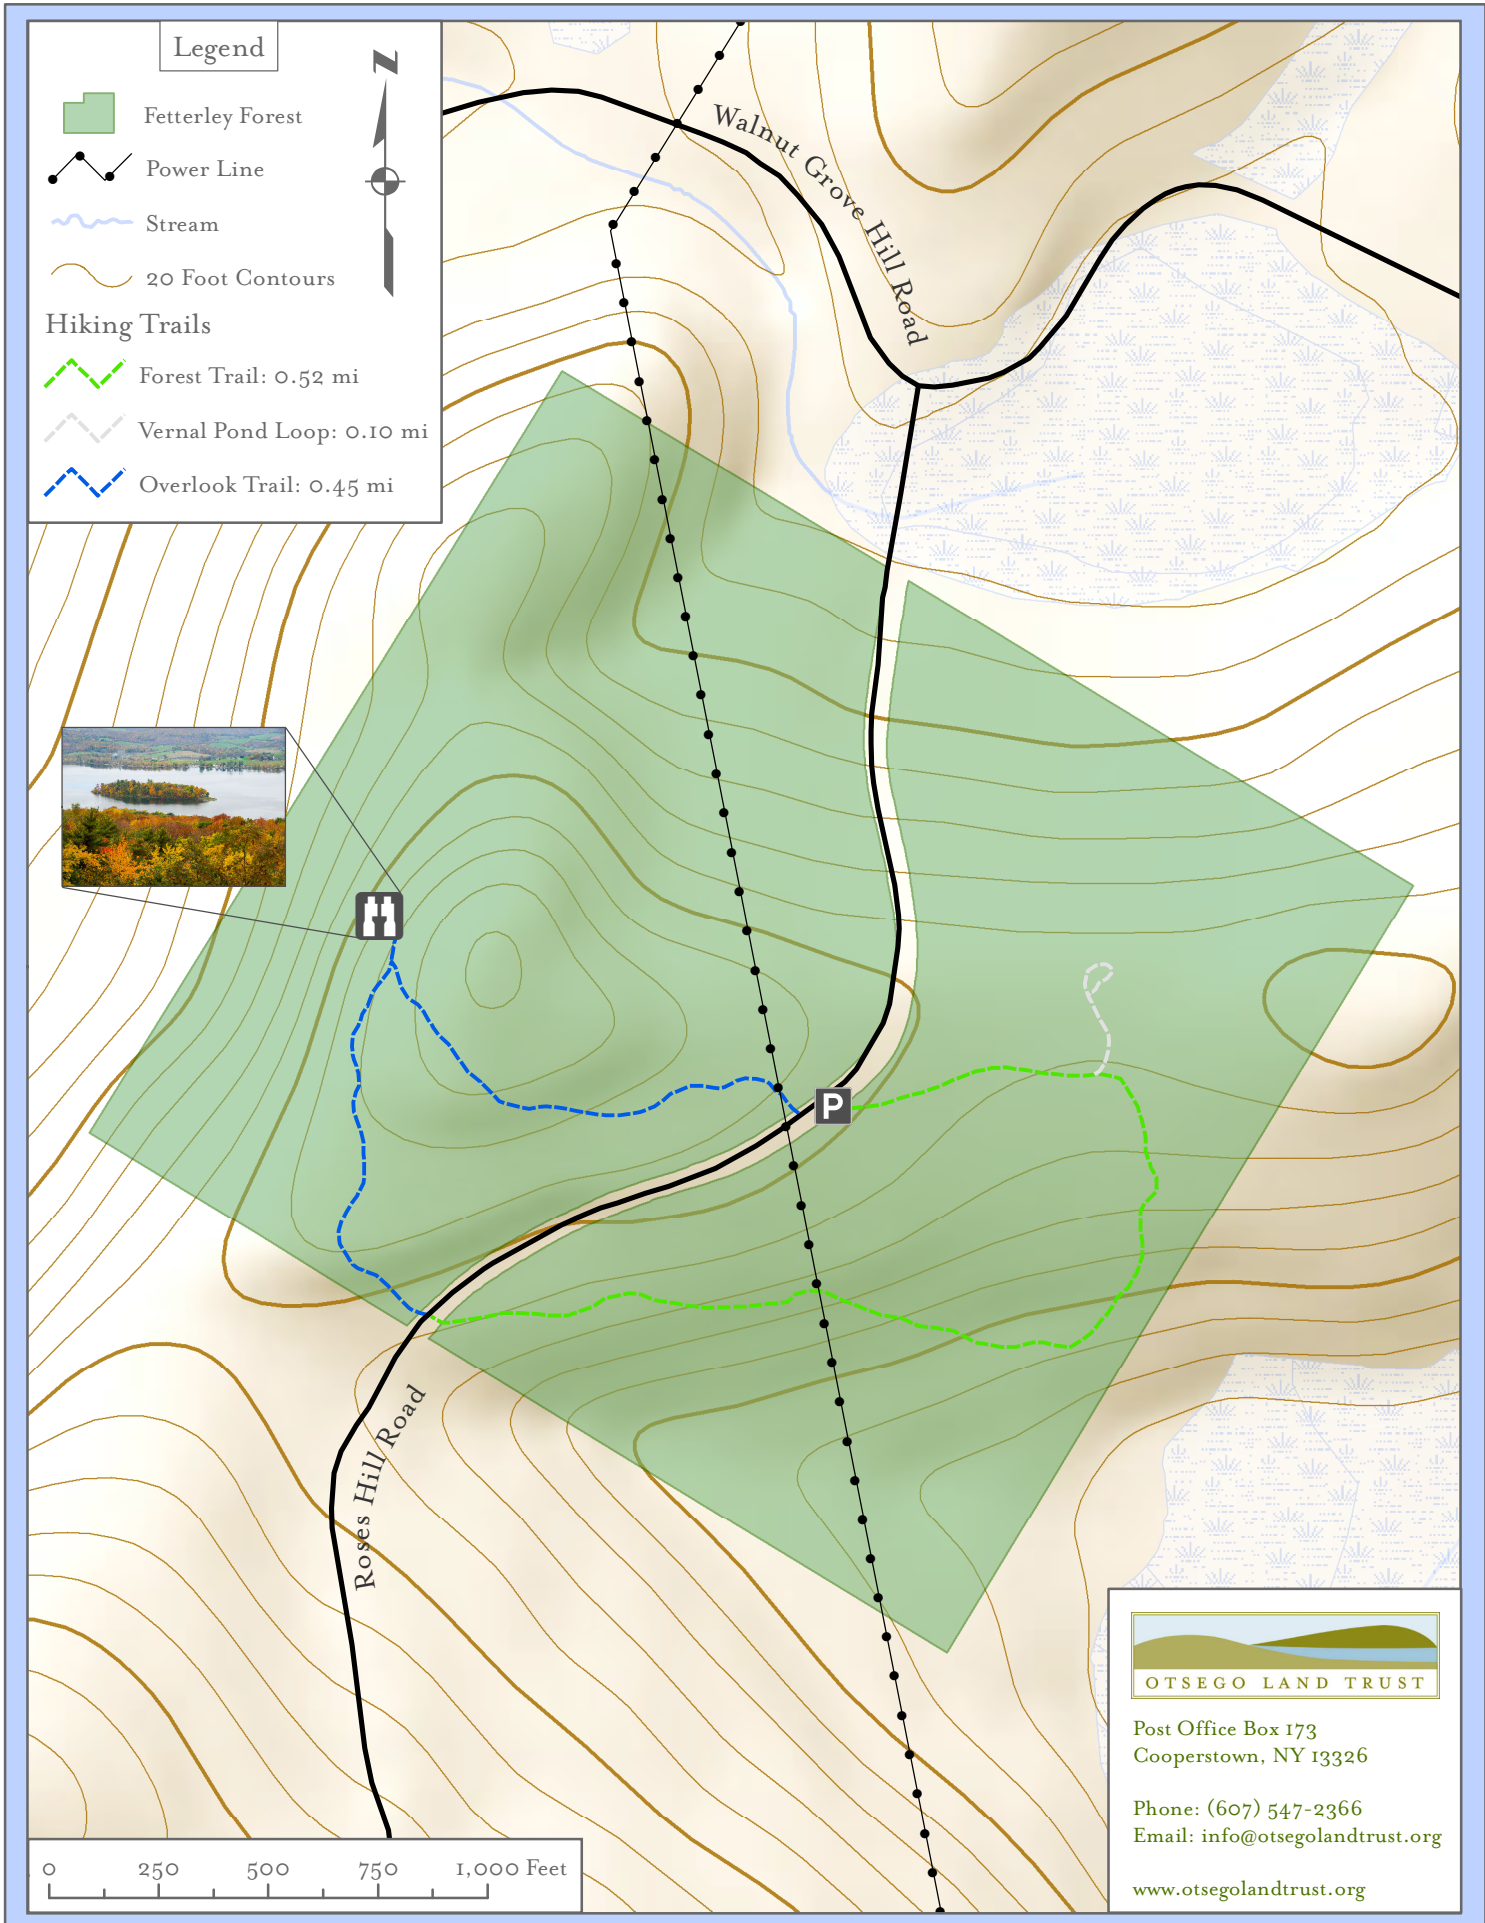 Legend
N
Fetterley Forest
Power Line
Stream
20 Foot Contours
Hiking Trails
Forest Trail: 0.52 mi
Vernal Pond Loop: 0.10 mi
Overlook Trail: 0.45 mi
Walnut Grove Hill Road
P
Roses Hill Road
0 250 500 750 1,000 Feet
OTSEGO LAND TRUST
Post Office Box 173
Cooperstown, NY 13326
Phone: (607) 547-2366
Email: info@otsegolandtrust.org
www.otsegolandtrust.org